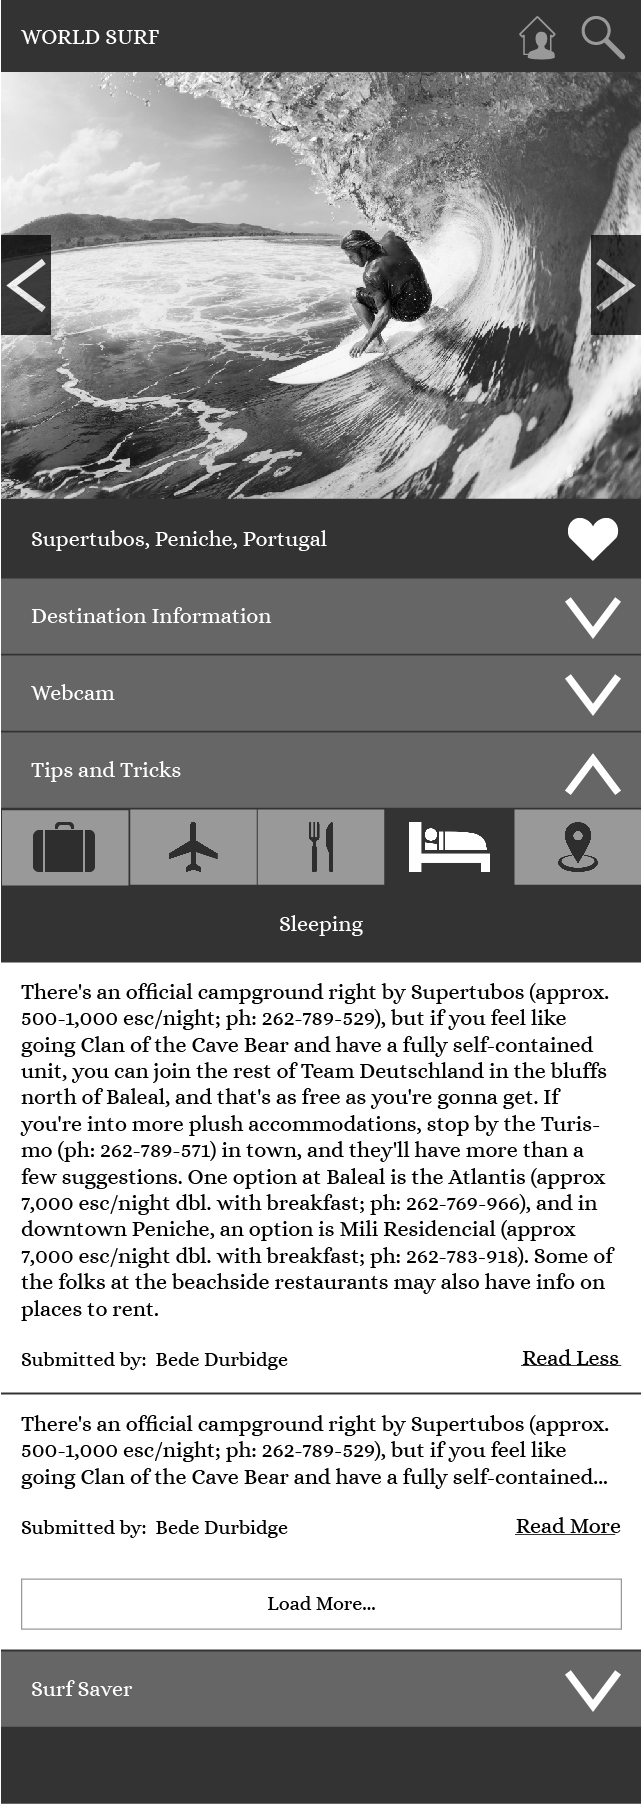 WORLD SURF
Supertubos, Peniche, Portugal
Destination Information
Webcam
Tips and Tricks
Sleeping
There's an official campground right by Supertubos (approx.
500-1,000 esc/night; ph: 262-789-529), but if you feel like
going Clan of the Cave Bear and have a fully self-contained
unit, you can join the rest of Team Deutschland in the bluffs
north of Baleal, and that's as free as you're gonna get. If
you're into more plush accommodations, stop by the Turis-
mo (ph: 262-789-571) in town, and they'll have more than a
few suggestions. One option at Baleal is the Atlantis (approx
7,000 esc/night dbl. with breakfast; ph: 262-769-966), and in
downtown Peniche, an option is Mili Residencial (approx
7,000 esc/night dbl. with breakfast; ph: 262-783-918). Some of
the folks at the beachside restaurants may also have info on
places to rent.
Submitted by: Bede Durbidge Read Less
There's an official campground right by Supertubos (approx.
500-1,000 esc/night; ph: 262-789-529), but if you feel like
going Clan of the Cave Bear and have a fully self-contained...
Submitted by: Bede Durbidge Read More
Load More...
Surf Saver